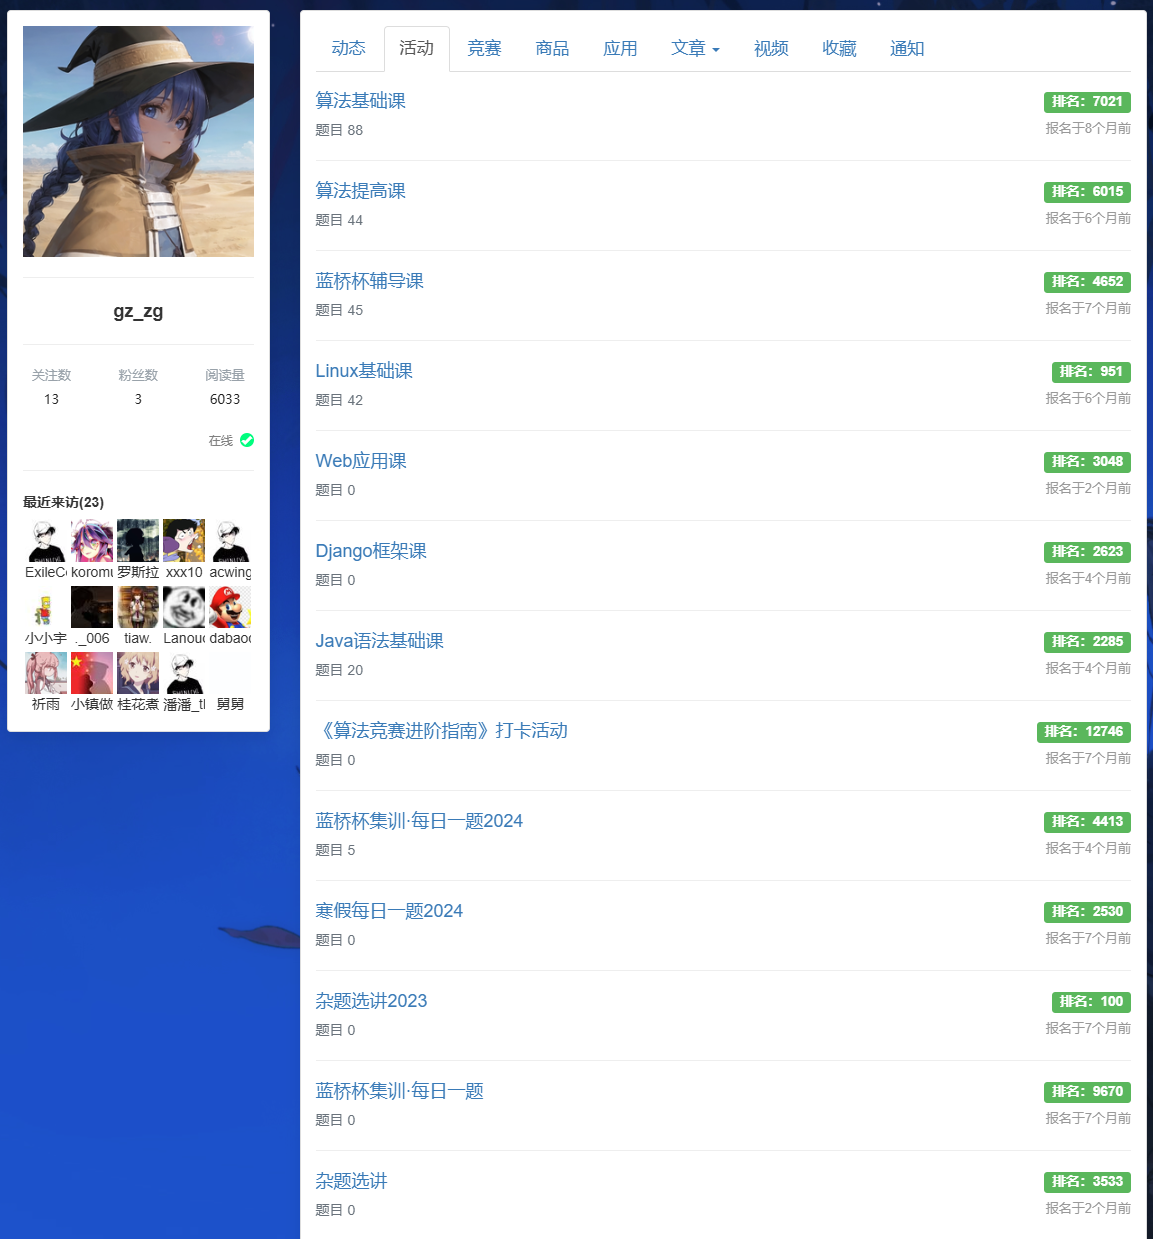 gz_zg
关注数 粉丝数 阅读量
13 3 6033
在线
最近来访(23)
ExileCo koromu 罗斯拉 xxx10 acwing
小小宇 ._006 tiaw. Lanouc dabaoc
祈雨 小镇做 桂花煮 潘潘_tl 舅舅
动态 活动 竞赛 商品 应用 文章 视频 收藏 通知
算法基础课 排名：7021
题目 88 报名于8个月前
算法提高课 排名：6015
题目 44 报名于6个月前
蓝桥杯辅导课 排名：4652
题目 45 报名于7个月前
Linux基础课 排名：951
题目 42 报名于6个月前
Web应用课 排名：3048
题目 0 报名于2个月前
Django框架课 排名：2623
题目 0 报名于4个月前
Java语法基础课 排名：2285
题目 20 报名于4个月前
《算法竞赛进阶指南》打卡活动 排名：12746
题目 0 报名于7个月前
蓝桥杯集训·每日一题2024 排名：4413
题目 5 报名于4个月前
寒假每日一题2024 排名：2530
题目 0 报名于7个月前
杂题选讲2023 排名：100
题目 0 报名于7个月前
蓝桥杯集训·每日一题 排名：9670
题目 0 报名于7个月前
杂题选讲 排名：3533
题目 0 报名于2个月前